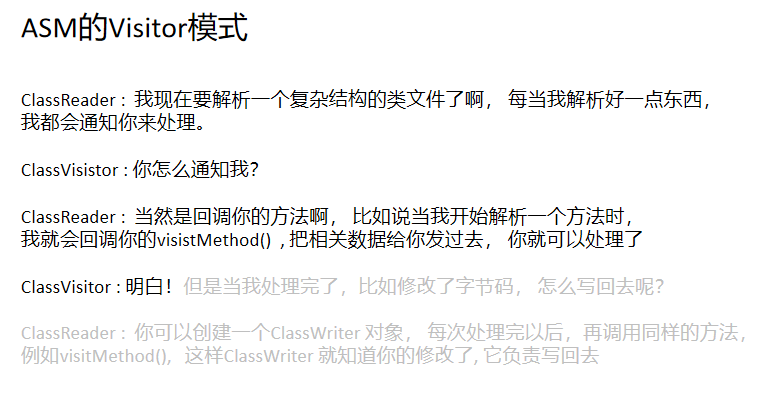 ASM的Visitor模式
ClassReader : 我现在要解析一个复杂结构的类文件了啊， 每当我解析好一点东西，
我都会通知你来处理。
ClassVisistor : 你怎么通知我？
ClassReader : 当然是回调你的方法啊， 比如说当我开始解析一个方法时，
我就会回调你的visistMethod() , 把相关数据给你发过去， 你就可以处理了
ClassVisitor : 明白！但是当我处理完了，比如修改了字节码， 怎么写回去呢？
ClassReader : 你可以创建一个ClassWriter 对象， 每次处理完以后，再调用同样的方法，
例如visitMethod()，这样ClassWriter 就知道你的修改了, 它负责写回去